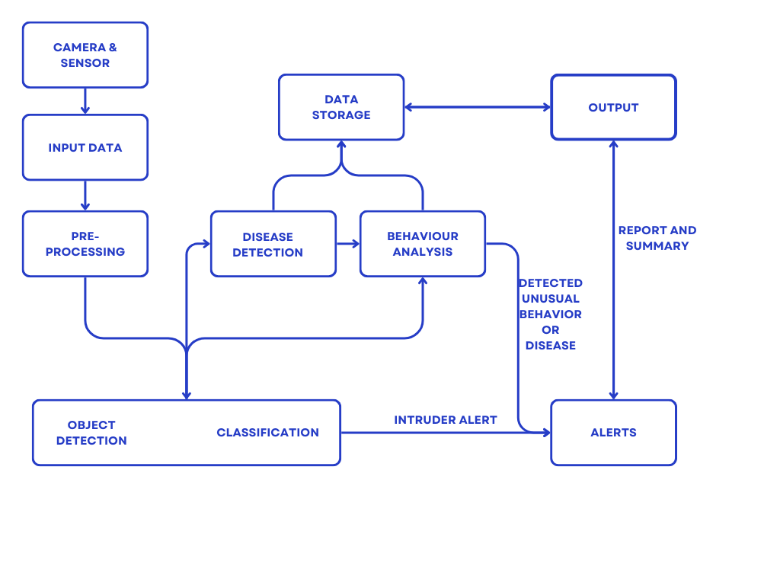 CAMERA &
SENSOR
INPUT DATA
PRE-
PROCESSING
DATA
STORAGE
OUTPUT
DISEASE
DETECTION
BEHAVIOUR
ANALYSIS
REPORT AND
SUMMARY
DETECTED
UNUSUAL
BEHAVIOR
OR
DISEASE
OBJECT
DETECTION
CLASSIFICATION
INTRUDER ALERT
ALERTS